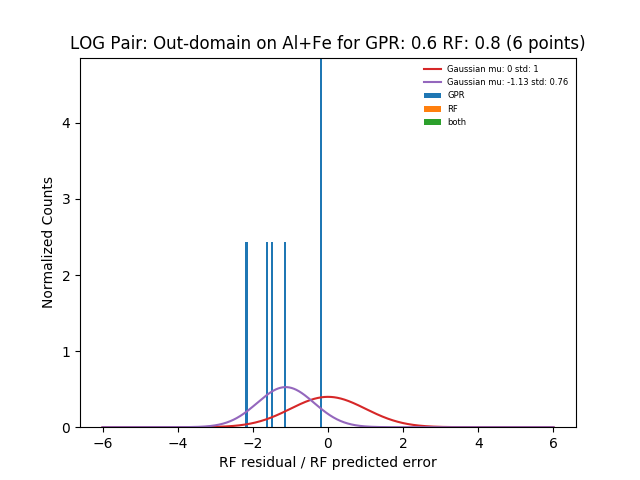 LOG Pair: Out-domain on Al+Fe for GPR: 0.6 RF: 0.8 (6 points)
Gaussian mu: 0 std: 1
Gaussian mu: -1.13 std: 0.76
GPR
RF
both
Normalized Counts
4
3
2
1
0
−6
−4
−2
0
2
4
6
RF residual / RF predicted error